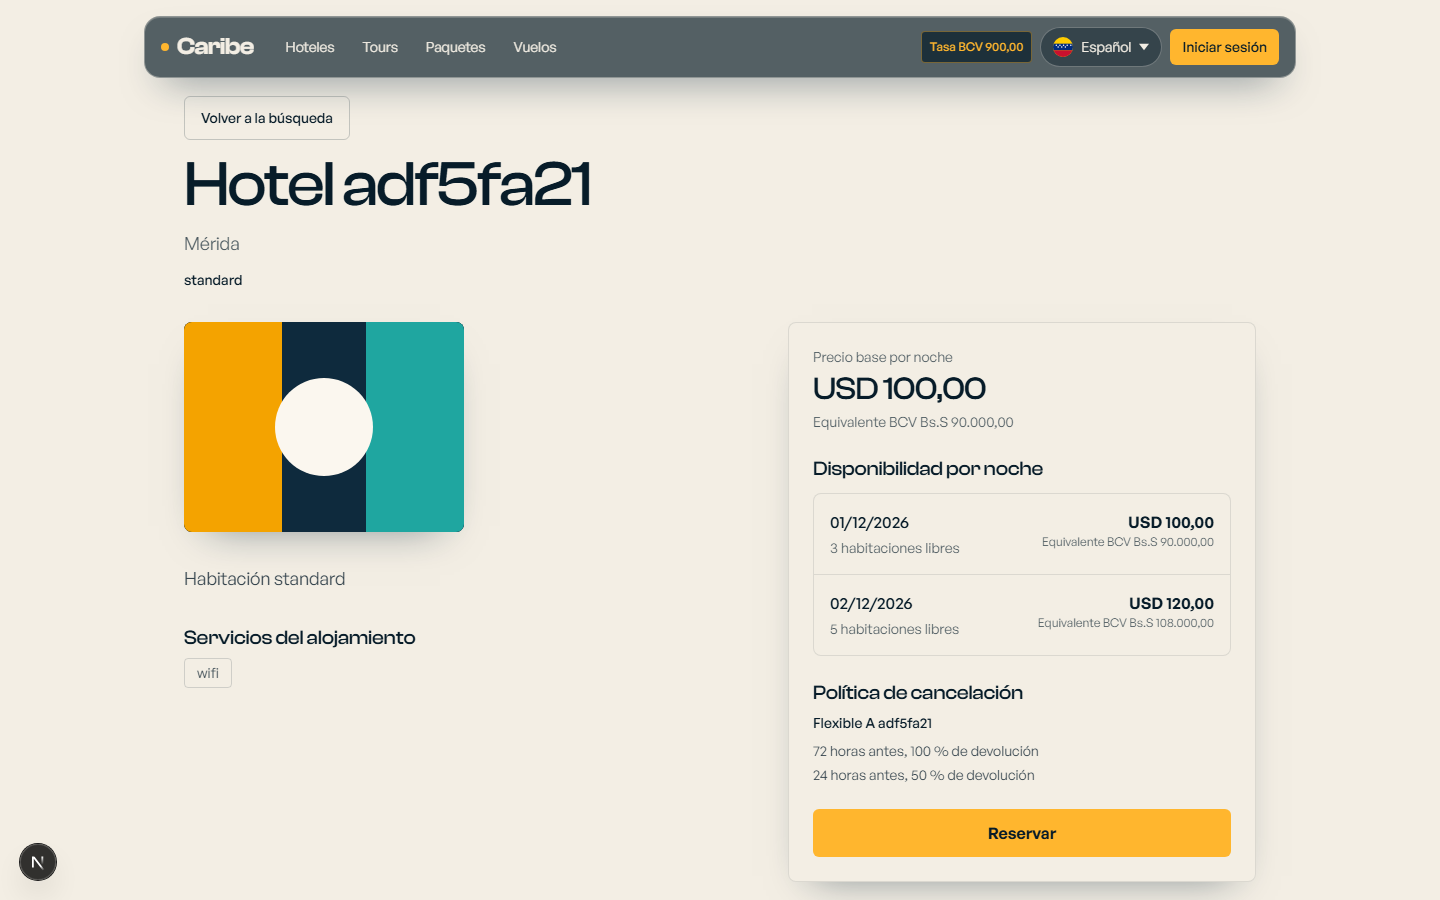 Caribe
Hoteles
Tours
Paquetes
Vuelos
Tasa BCV 900,00
Español
Iniciar sesión
Volver a la búsqueda
Hotel adf5fa21
Mérida
standard
Habitación standard
Servicios del alojamiento
wifi
Precio base por noche
USD 100,00
Equivalente BCV Bs.S 90.000,00
Disponibilidad por noche
01/12/2026
USD 100,00
3 habitaciones libres
Equivalente BCV Bs.S 90.000,00
02/12/2026
USD 120,00
5 habitaciones libres
Equivalente BCV Bs.S 108.000,00
Política de cancelación
Flexible A adf5fa21
72 horas antes, 100 % de devolución
24 horas antes, 50 % de devolución
Reservar
N